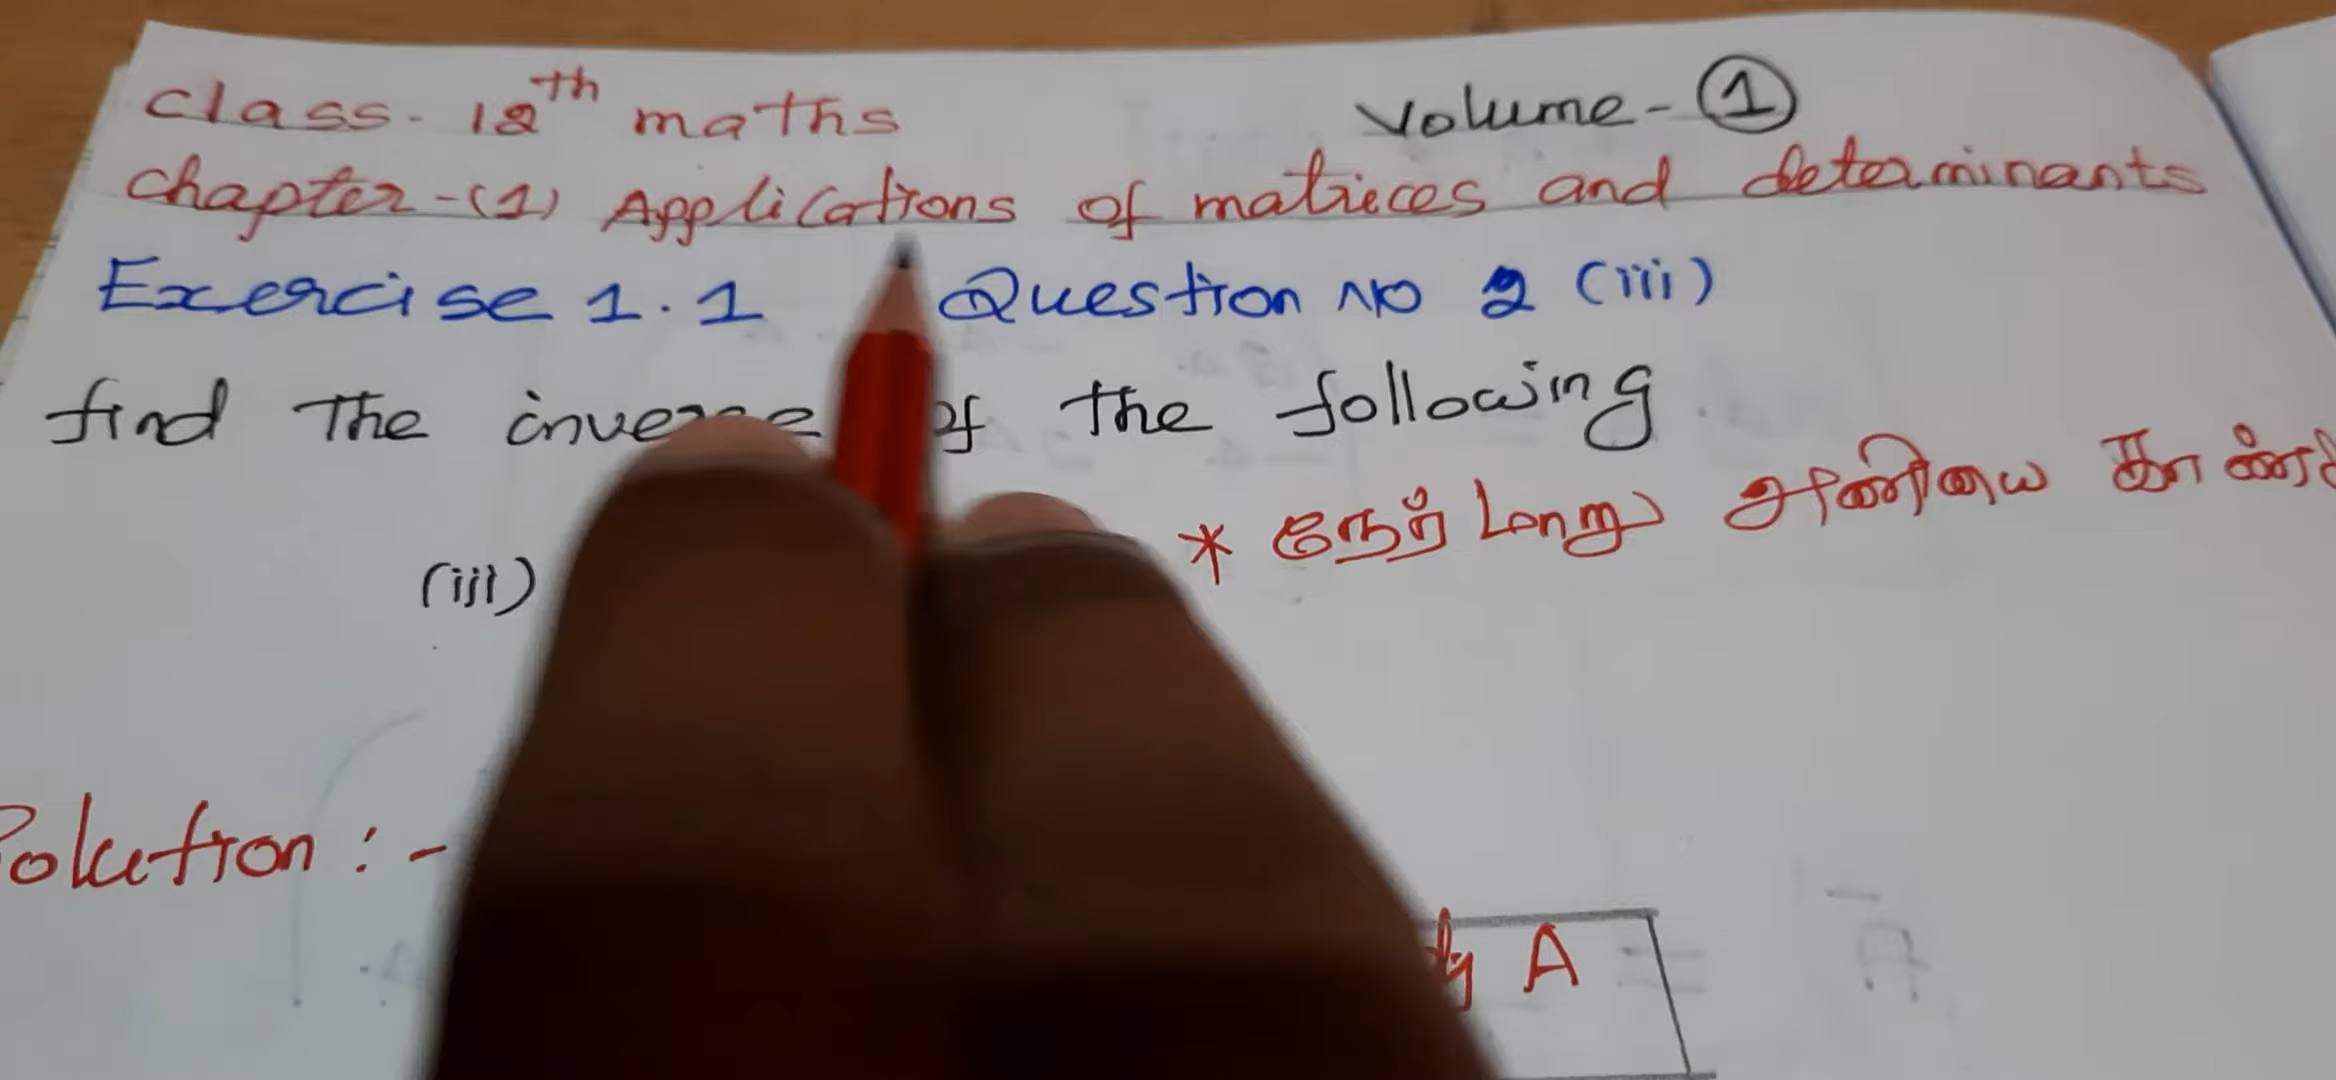 class - 12th maths Volume - ①
chapter - (1) Applications of matrices and determinants
Exercise 1.1 Question no 2 (iii)
find the inverse of the following
* நேர்மாறு அணியை காண்க
(iii)
Solution : -
A